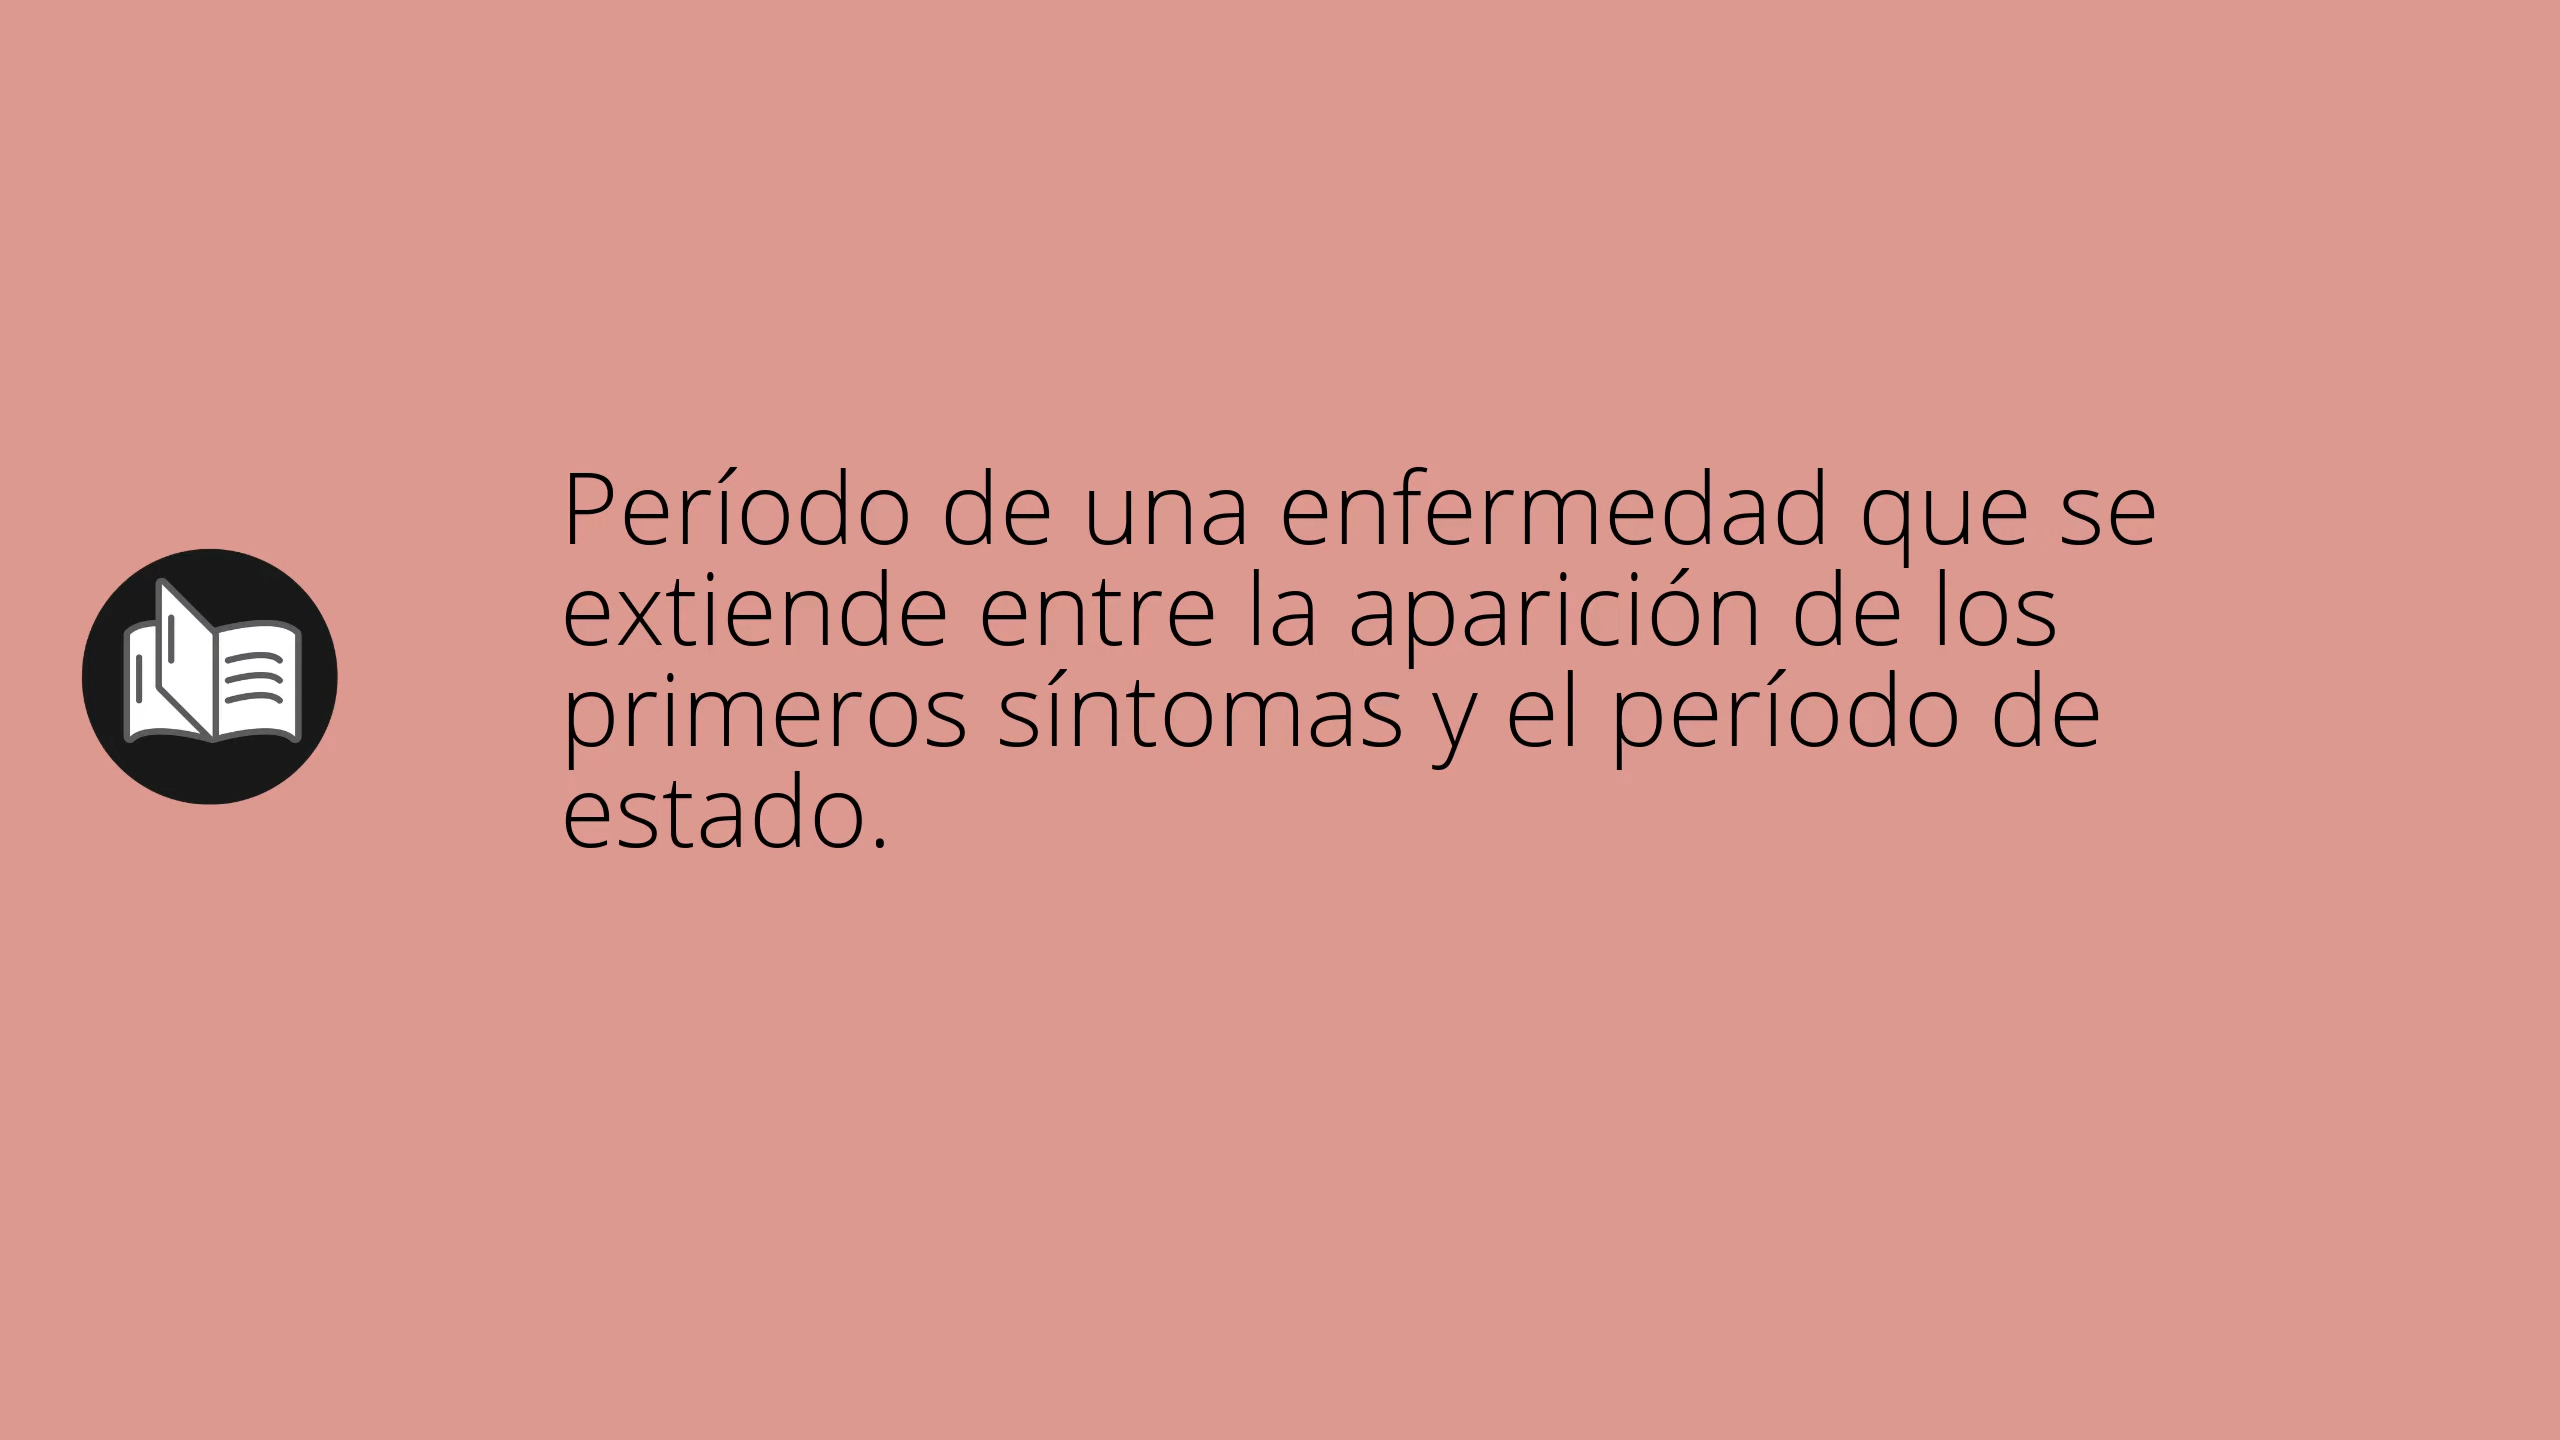 Período de una enfermedad que se
extiende entre la aparición de los
primeros síntomas y el período de
estado.